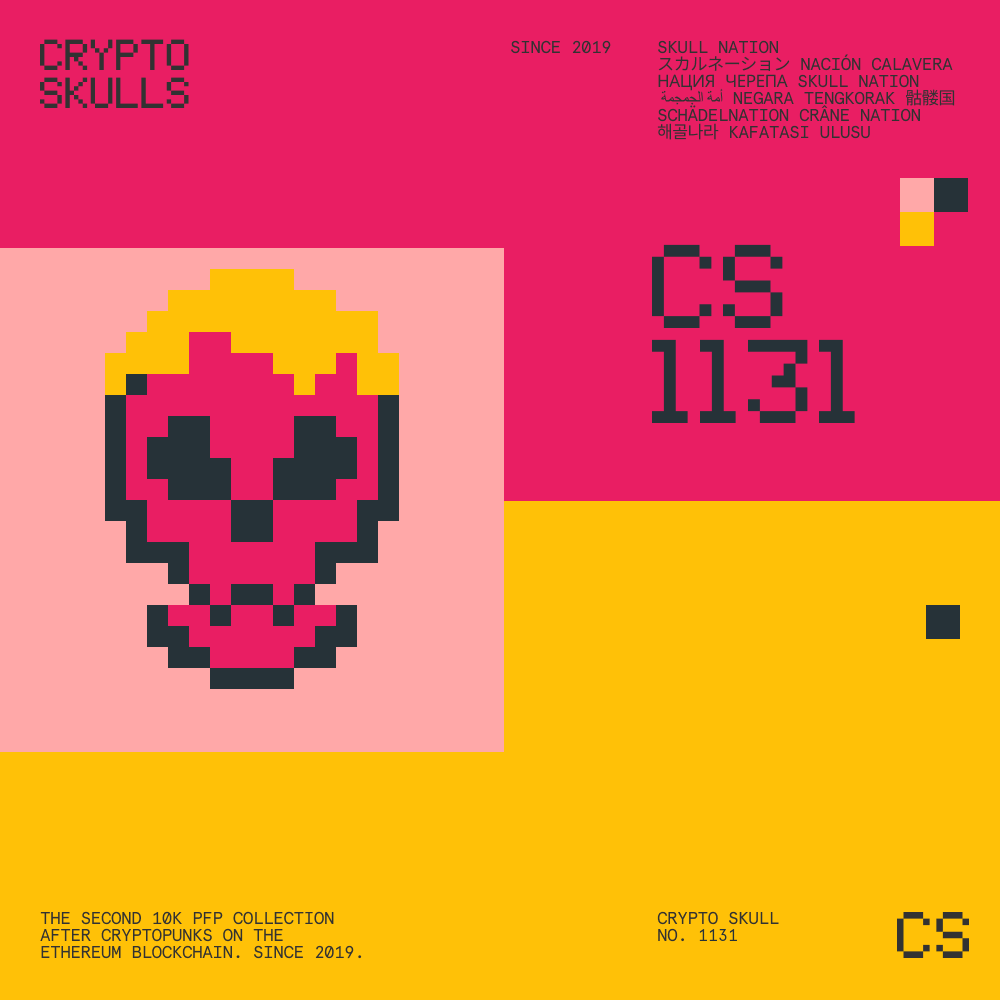 CRYPTO
SKULLS
SINCE 2019
SKULL NATION
スカルネーション NACIÓN CALAVERA
НАЦИЯ ЧЕРЕПА SKULL NATION
أمة الجمجمة NEGARA TENGKORAK 骷髅国
SCHÄDELNATION CRÂNE NATION
해골나라 KAFATASI ULUSU
CS
1131
THE SECOND 10K PFP COLLECTION
AFTER CRYPTOPUNKS ON THE
ETHEREUM BLOCKCHAIN. SINCE 2019.
CRYPTO SKULL
NO. 1131
CS